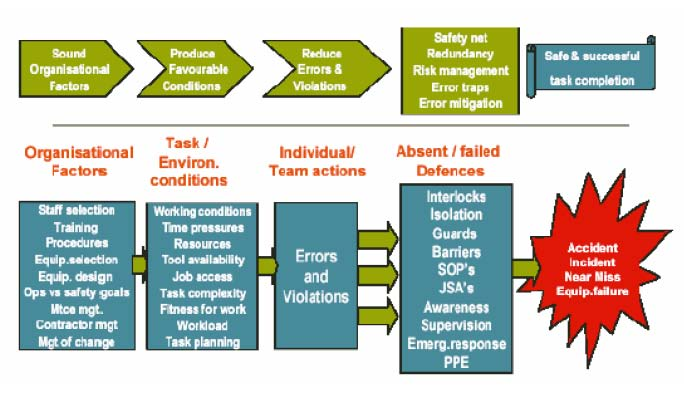 Sound
Organisational
Factors
Produce
Favourable
Conditions
Reduce
Errors &
Violations
Safety net
Redundancy
Risk management
Error traps
Error mitigation
Safe & successful
task completion
Organisational
Factors
Task /
Environ.
conditions
Individual/
Team actions
Absent / failed
Defences
Staff selection
Training
Procedures
Equip.selection
Equip. design
Ops vs safety goals
Mtce mgt.
Contractor mgt
Mgt of change
Working conditions
Time pressures
Resources
Tool availability
Job access
Task complexity
Fitness for work
Workload
Task planning
Errors
and
Violations
Interlocks
Isolation
Guards
Barriers
SOP's
JSA's
Awareness
Supervision
Emerg.response
PPE
Accident
Incident
Near Miss
Equip.failure